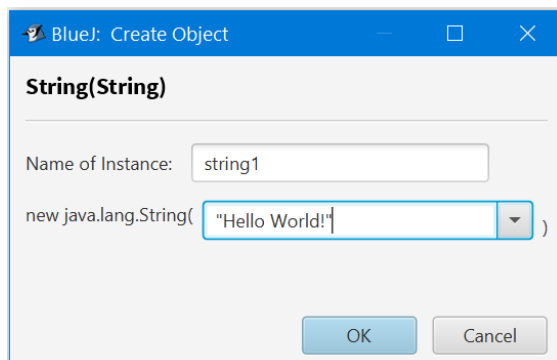 BlueJ: Create Object
String(String)
Name of Instance: string1
new java.lang.String( "Hello World!" )
OK Cancel